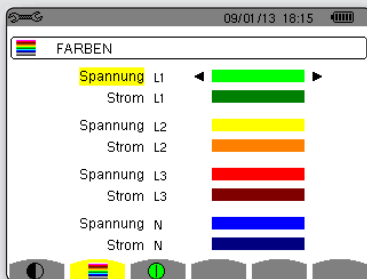 09/01/13 18:15
FARBEN
Spannung L1
Strom L1
Spannung L2
Strom L2
Spannung L3
Strom L3
Spannung N
Strom N